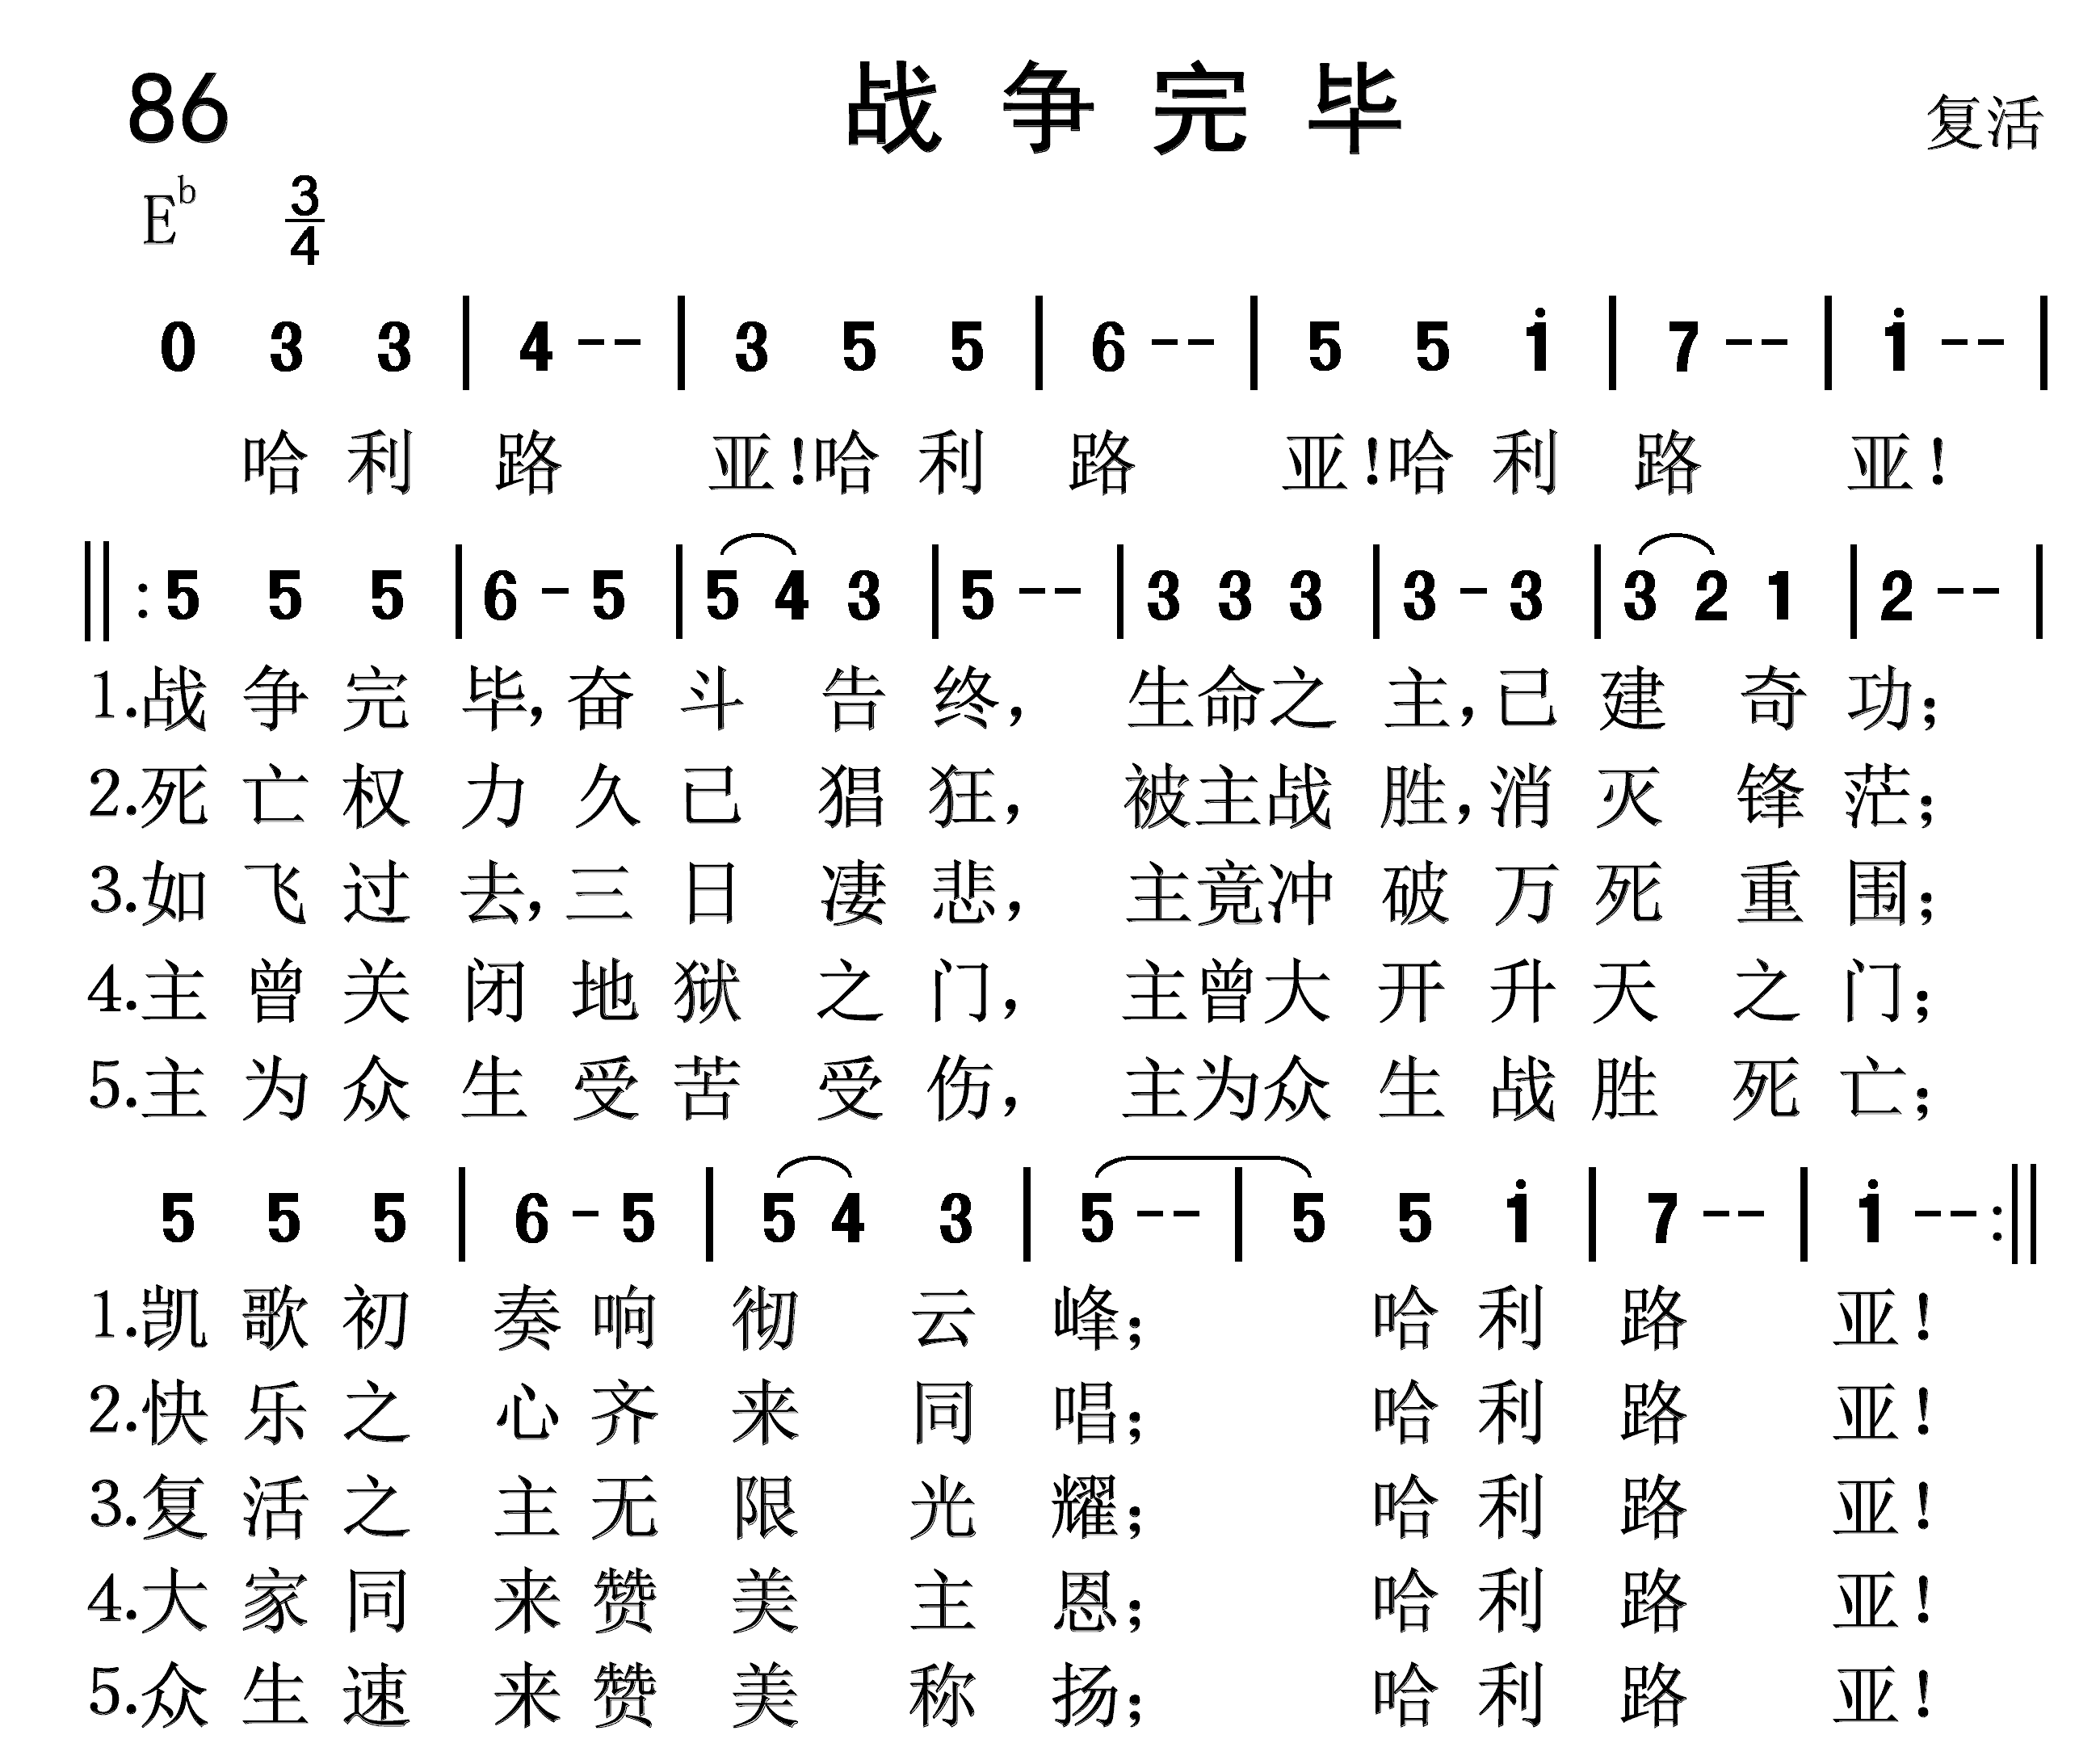 86 战争完毕 复活
E♭ 3/4
0 3 3 | 4 - - | 3 5 5 | 6 - - | 5 5 i | 7 - - | i - - |
哈利路 亚!哈利路 亚!哈利路 亚!
||: 5 5 5 | 6 - 5 | 5 4 3 | 5 - - | 3 3 3 | 3 - 3 | 3 2 1 | 2 - - |
1.战争完毕,奋斗告终, 生命之主,已建奇功;
2.死亡权力久已猖狂, 被主战胜,消灭锋茫;
3.如飞过去,三日凄悲, 主竟冲破万死重围;
4.主曾关闭地狱之门, 主曾大开升天之门;
5.主为众生受苦受伤, 主为众生战胜死亡;
5 5 5 | 6 - 5 | 5 4 3 | 5 - - | 5 5 i | 7 - - | i - - :||
1.凯歌初奏响彻云峰; 哈利路亚!
2.快乐之心齐来同唱; 哈利路亚!
3.复活之主无限光耀; 哈利路亚!
4.大家同来赞美主恩; 哈利路亚!
5.众生速来赞美称扬; 哈利路亚!